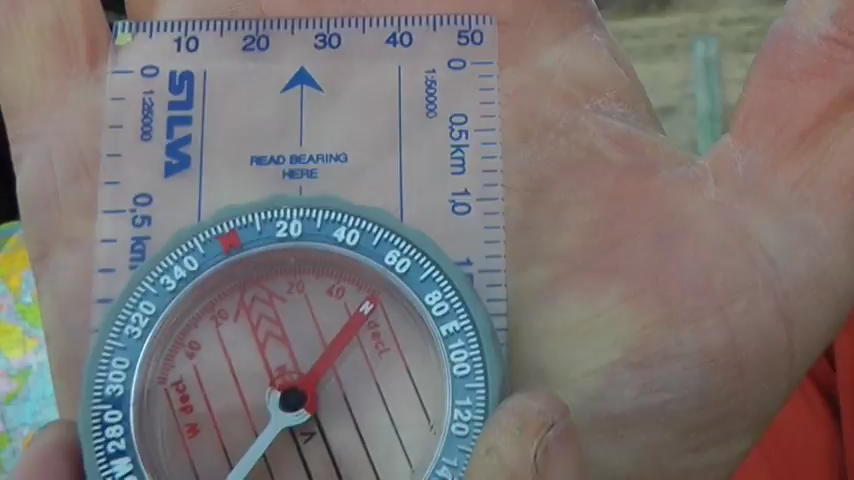 10 20 30 40 50
0 1:25000 SILVA 1:50000 0
READ BEARING
HERE
0,5km 1,0
0,5 km
280 300 320 340 20 40 60 80 E 100 120
20 40
40 20
N
W decl. decl
W